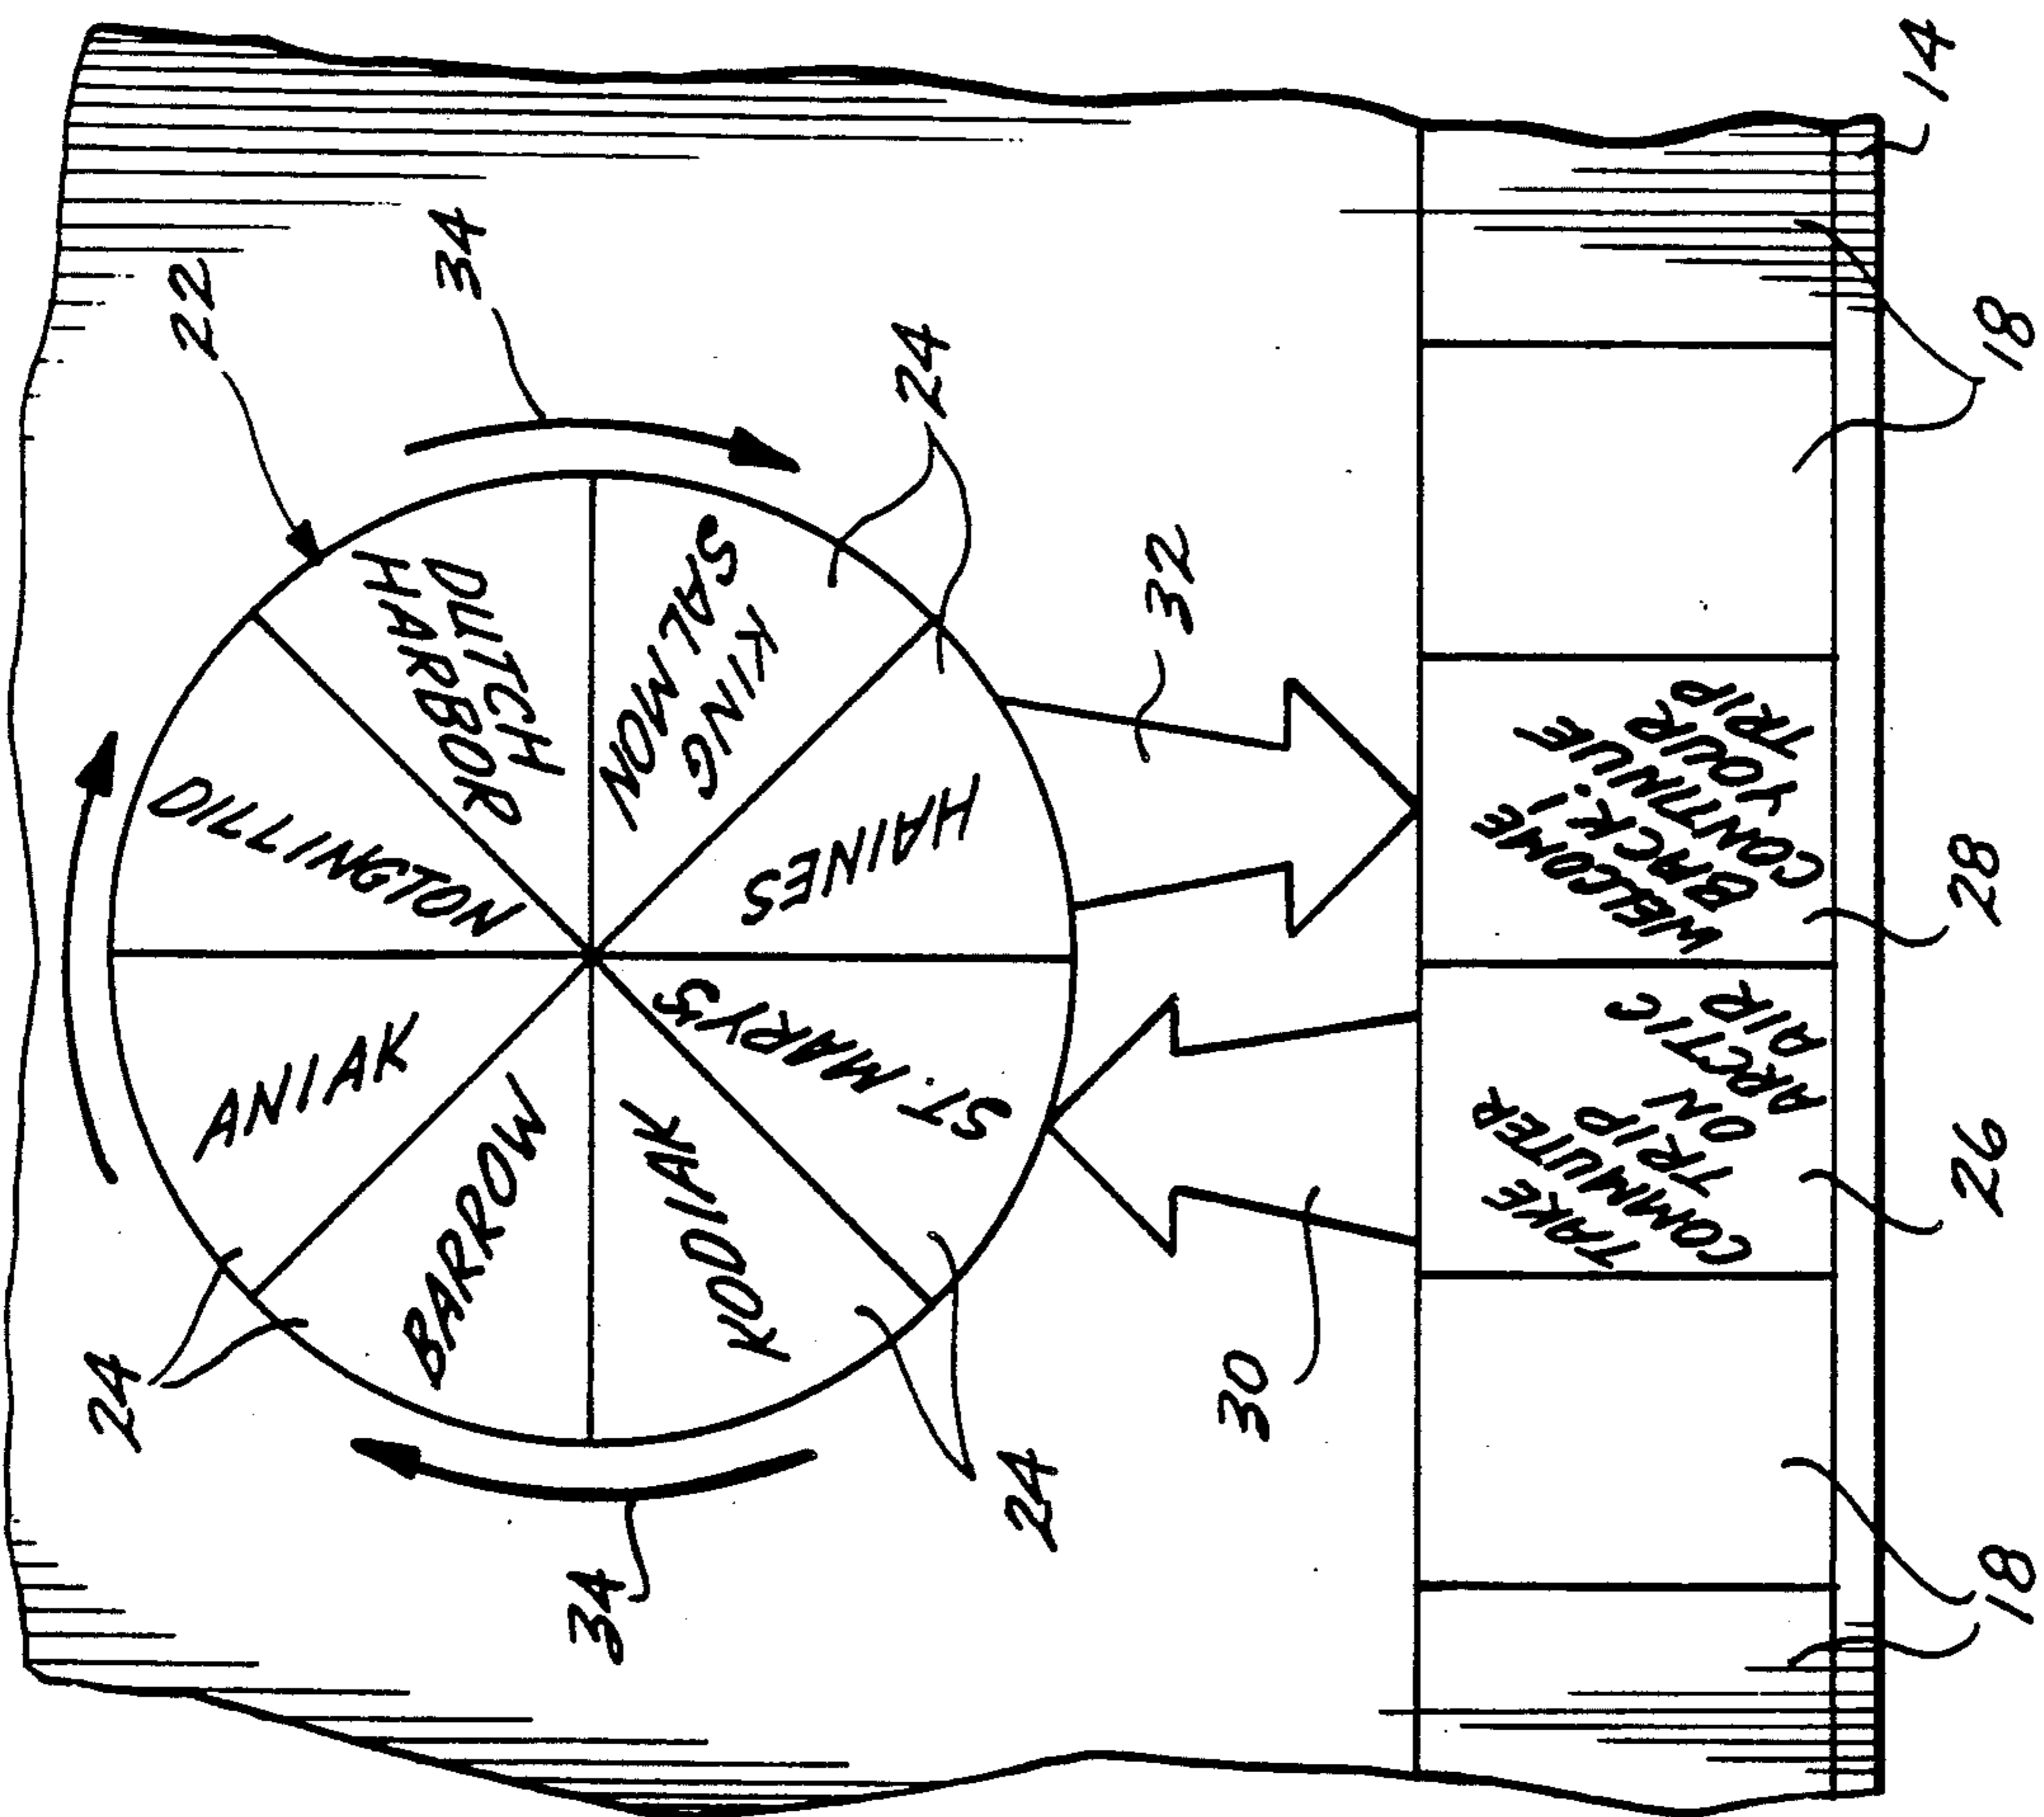 22
34
24
DILLINGTON
DUTCH
HARBOR
KING
SALMON
HAINES
ST. MARYS
KODIAK
BARROW
ANIAK
24
34
24
32
30
WELCOME
BACK!
CONTINUE
YOUR
TRIP
TAKE
COMMUTER
TRIP
ON
ARCTIC
AIR
14
18
28
26
18